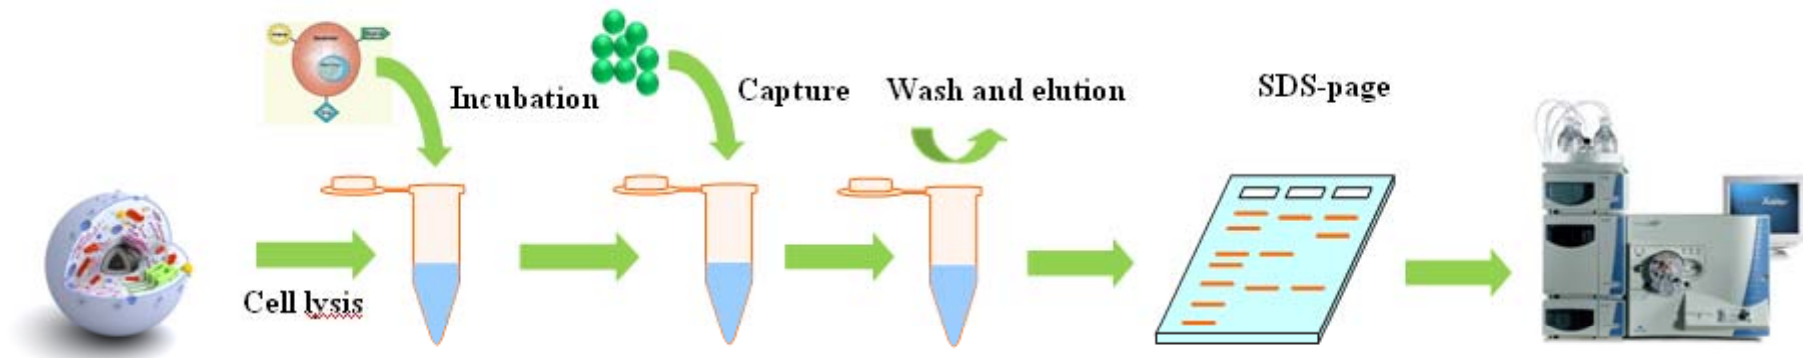 Incubation
Capture
Wash and elution
SDS-page
Cell lysis